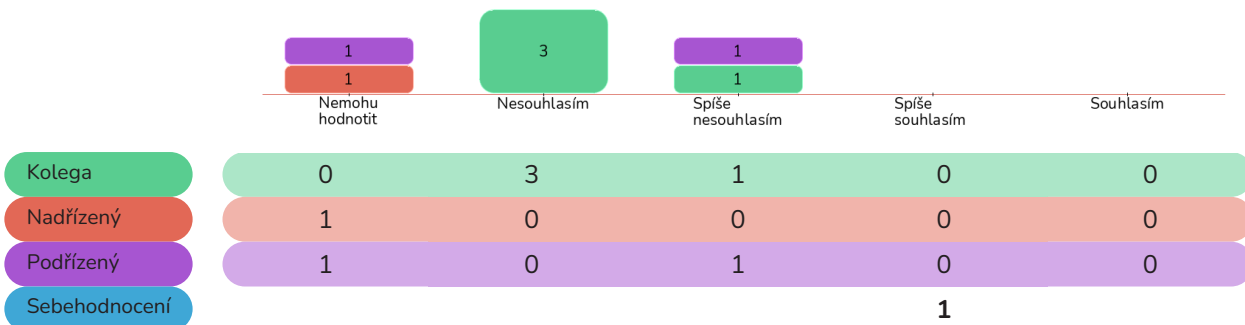 1 3 1
1 1
Nemohu hodnotit
Nesouhlasím
Spíše nesouhlasím
Spíše souhlasím
Souhlasím
Kolega 0 3 1 0 0
Nadřízený 1 0 0 0 0
Podřízený 1 0 1 0 0
Sebehodnocení 1